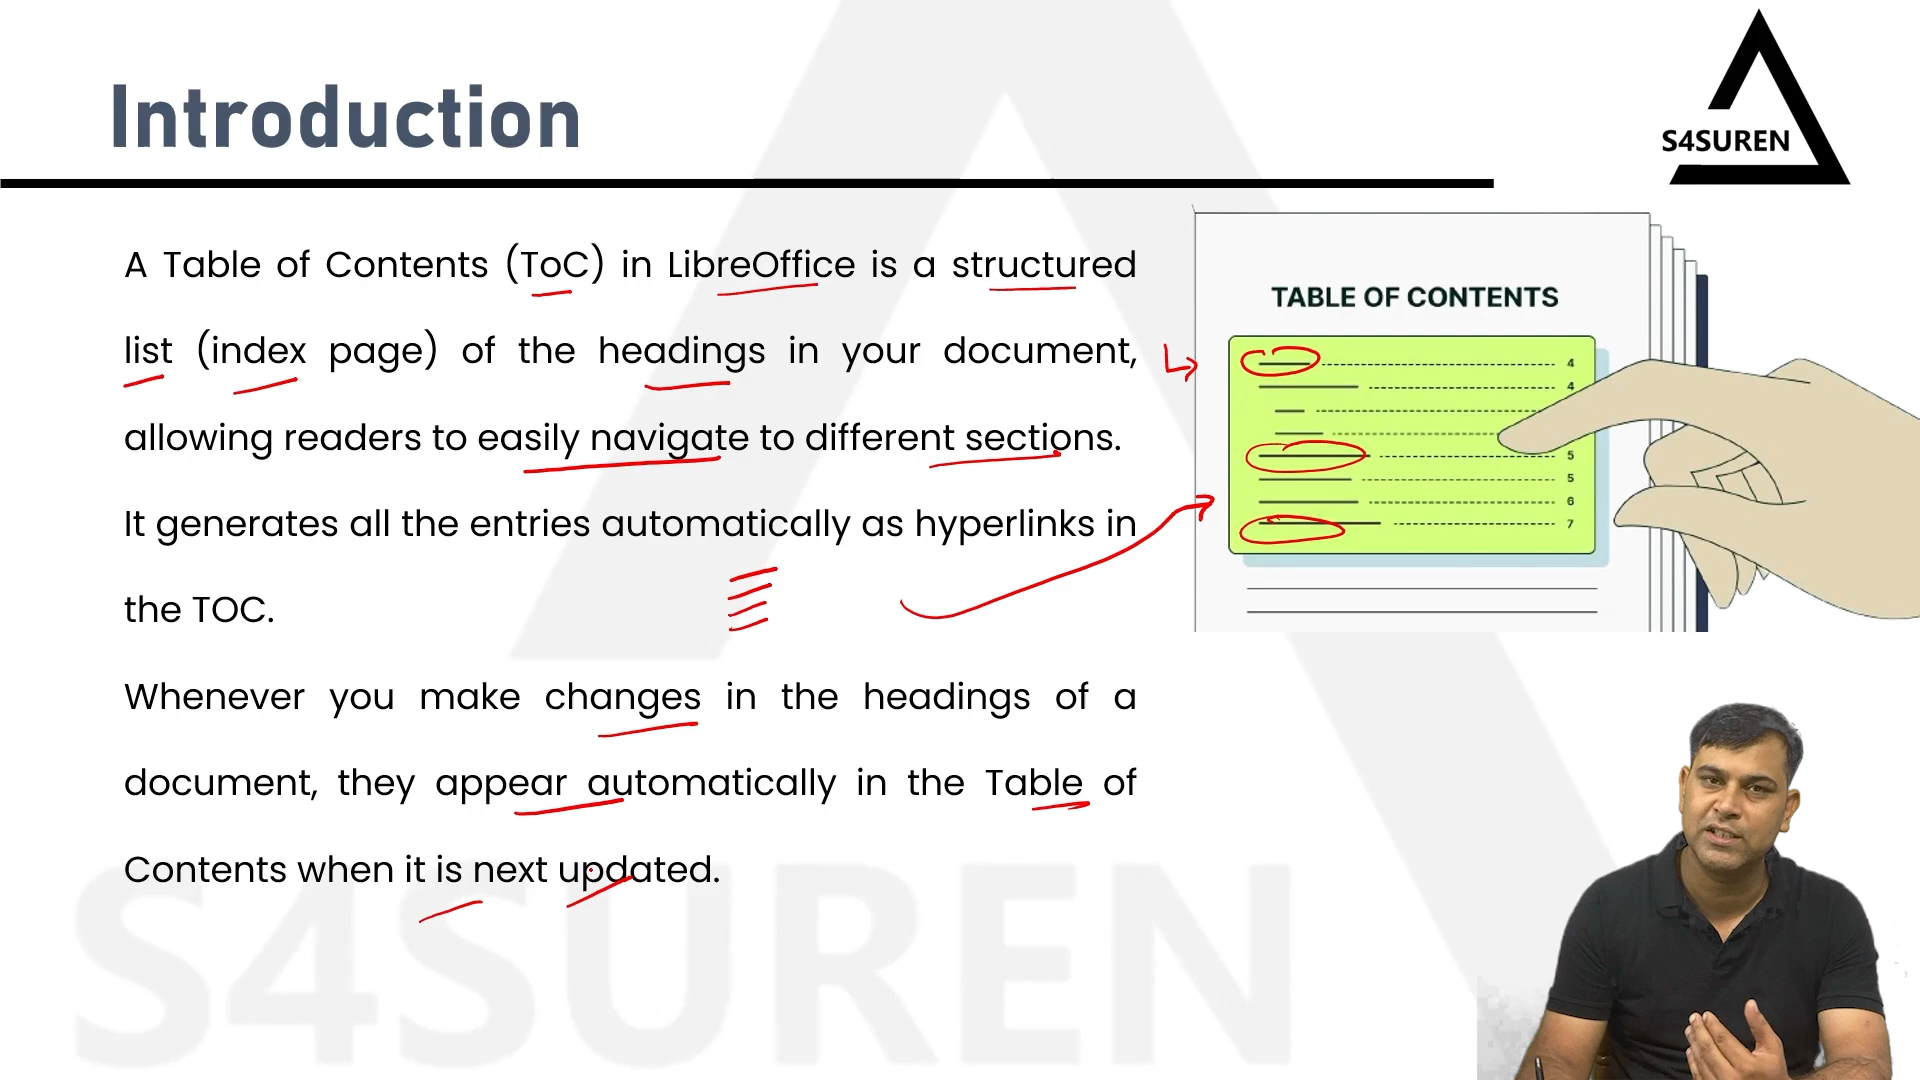 Introduction
S4SUREN
A Table of Contents (ToC) in LibreOffice is a structured
list (index page) of the headings in your document,
allowing readers to easily navigate to different sections.
It generates all the entries automatically as hyperlinks in
the TOC.
Whenever you make changes in the headings of a
document, they appear automatically in the Table of
Contents when it is next updated.
TABLE OF CONTENTS
4
4
5
5
6
7
S4SUREN